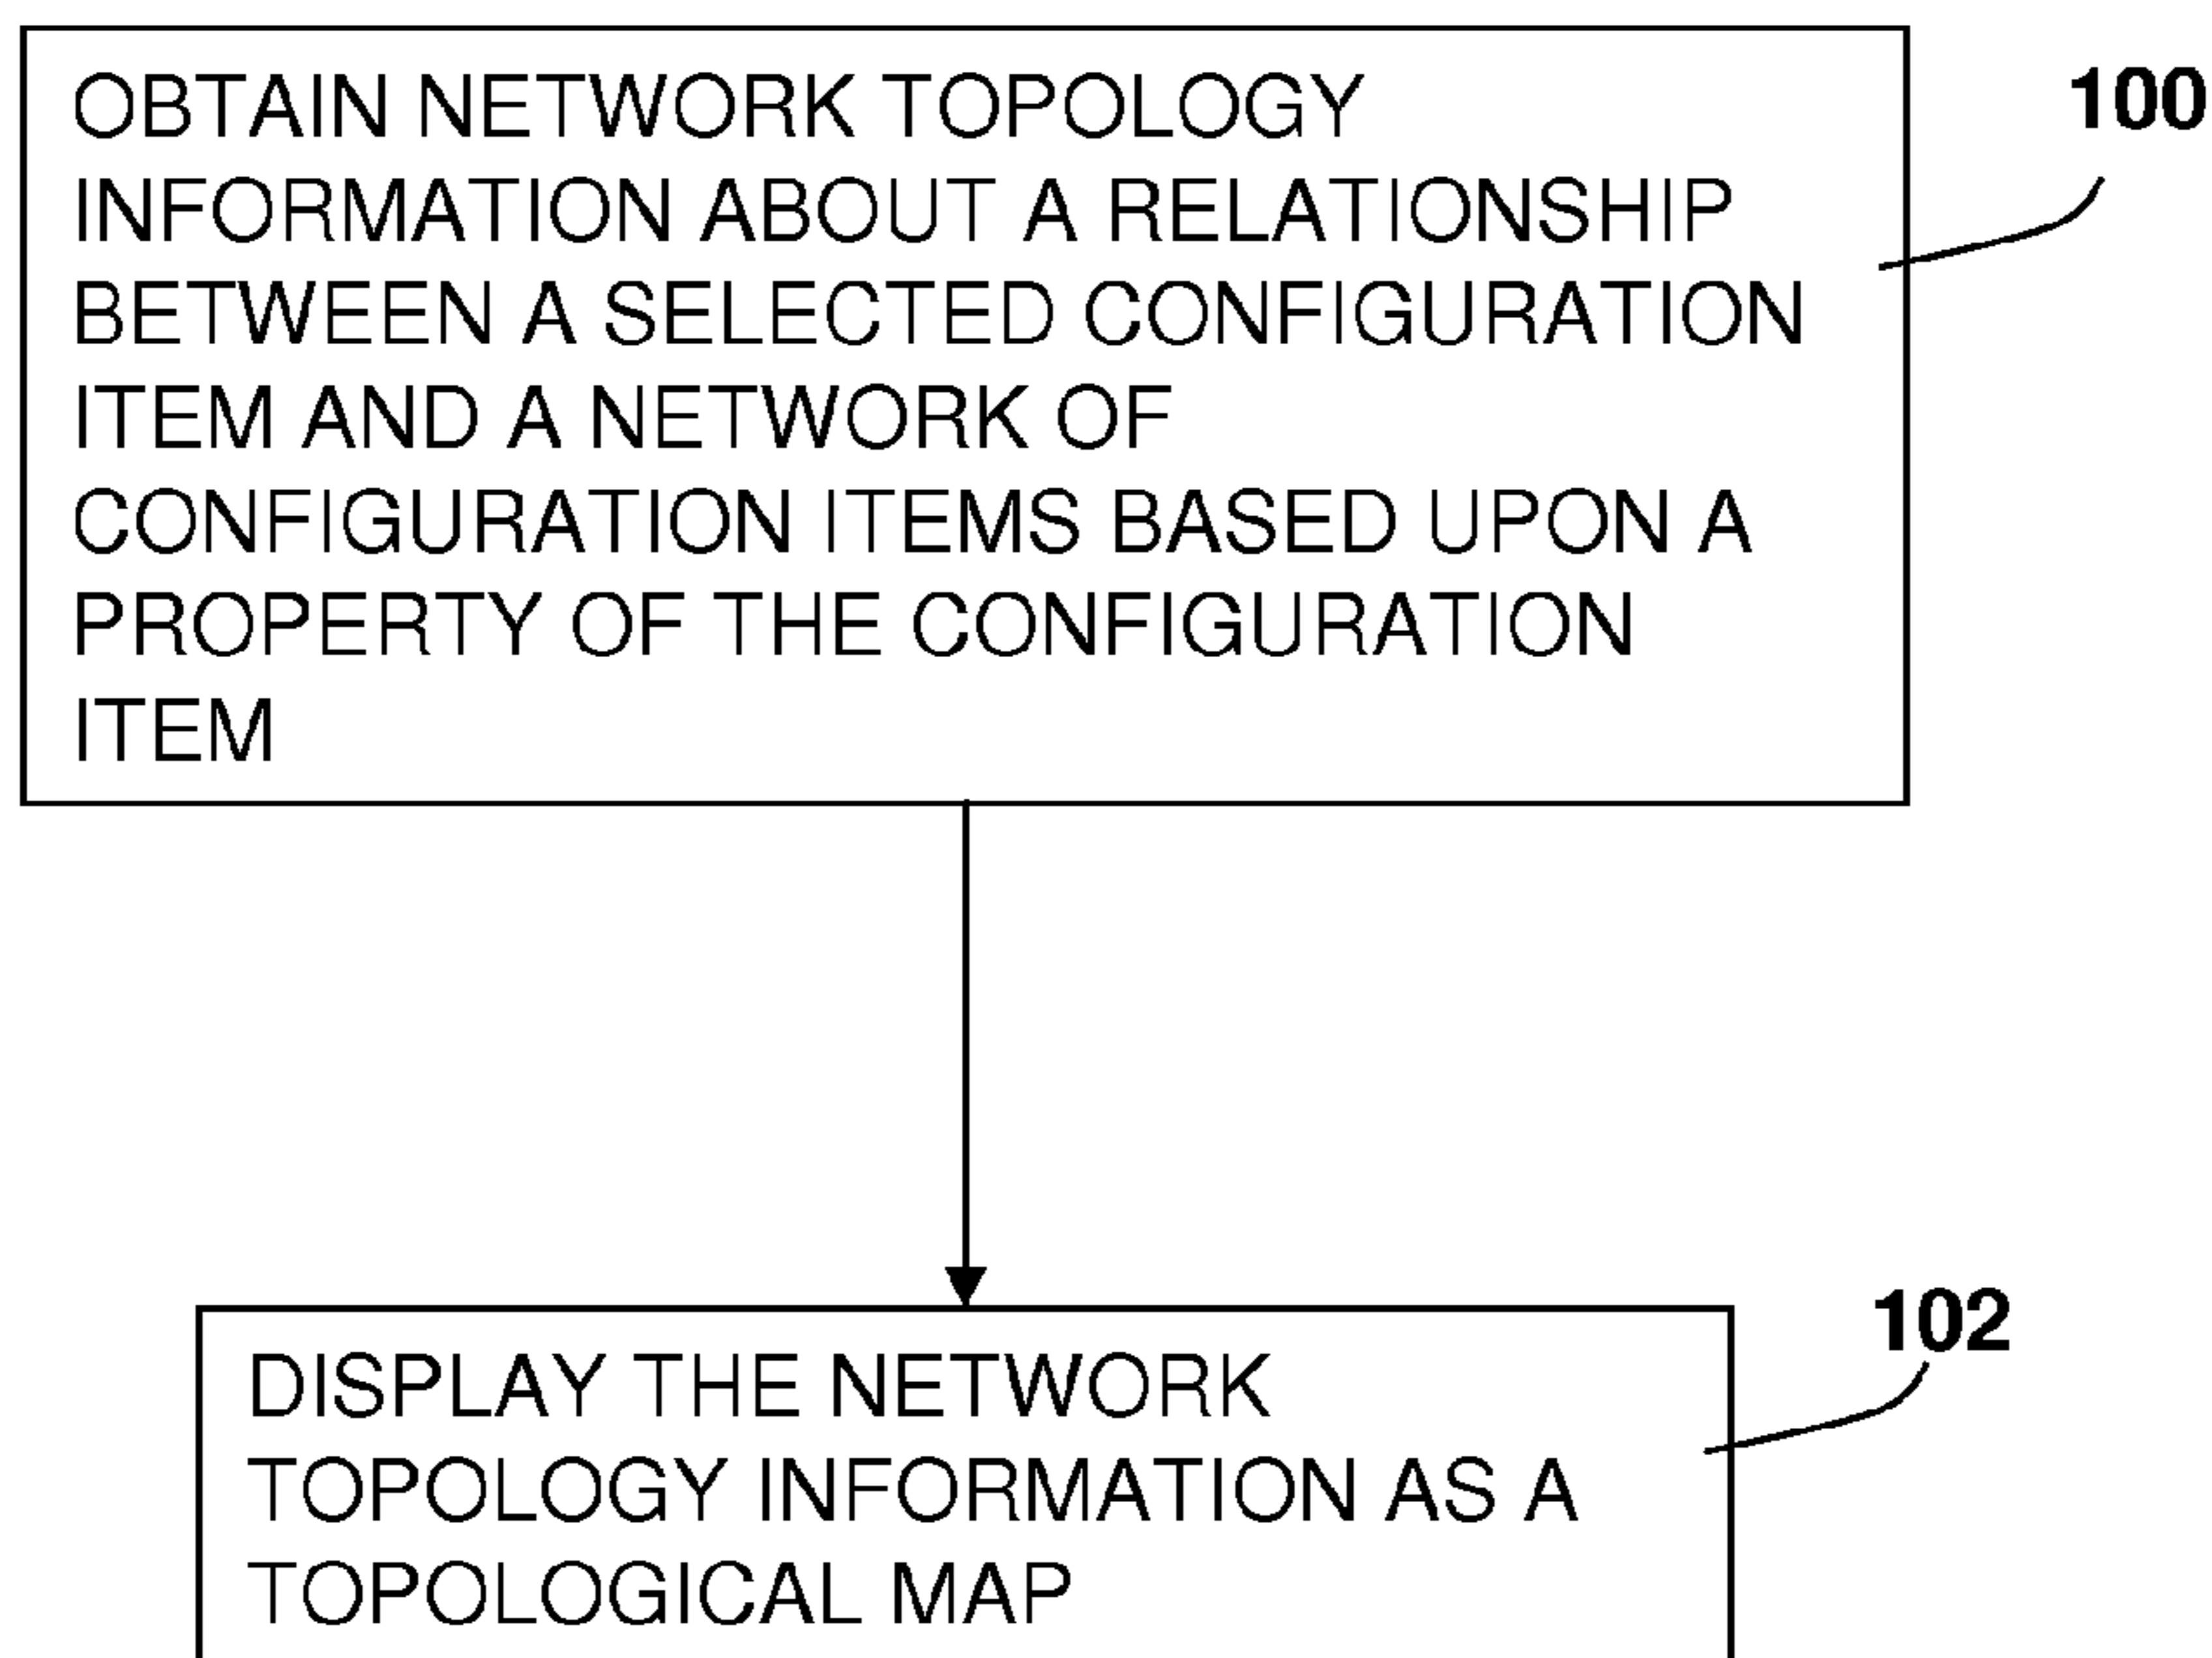 OBTAIN NETWORK TOPOLOGY
INFORMATION ABOUT A RELATIONSHIP
BETWEEN A SELECTED CONFIGURATION
ITEM AND A NETWORK OF
CONFIGURATION ITEMS BASED UPON A
PROPERTY OF THE CONFIGURATION
ITEM
100
DISPLAY THE NETWORK
TOPOLOGY INFORMATION AS A
TOPOLOGICAL MAP
102